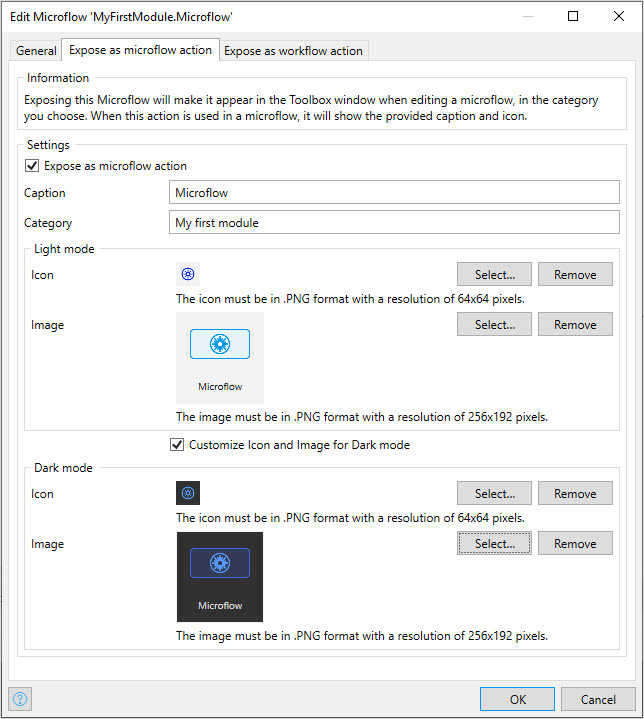 Edit Microflow 'MyFirstModule.Microflow'
General Expose as microflow action Expose as workflow action
Information
Exposing this Microflow will make it appear in the Toolbox window when editing a microflow, in the category
you choose. When this action is used in a microflow, it will show the provided caption and icon.
Settings
Expose as microflow action
Caption Microflow
Category My first module
Light mode
Icon Select... Remove
The icon must be in .PNG format with a resolution of 64x64 pixels.
Image Select... Remove
Microflow
The image must be in .PNG format with a resolution of 256x192 pixels.
Customize Icon and Image for Dark mode
Dark mode
Icon Select... Remove
The icon must be in .PNG format with a resolution of 64x64 pixels.
Image Select... Remove
Microflow
The image must be in .PNG format with a resolution of 256x192 pixels.
? OK Cancel